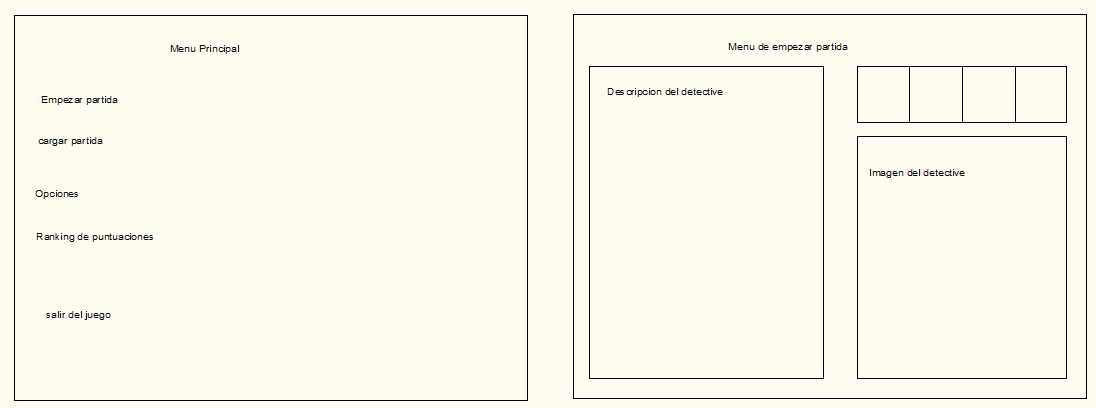 Menu Principal
Empezar partida
cargar partida
Opciones
Ranking de puntuaciones
salir del juego
Menu de empezar partida
Descripcion del detective
Imagen del detective